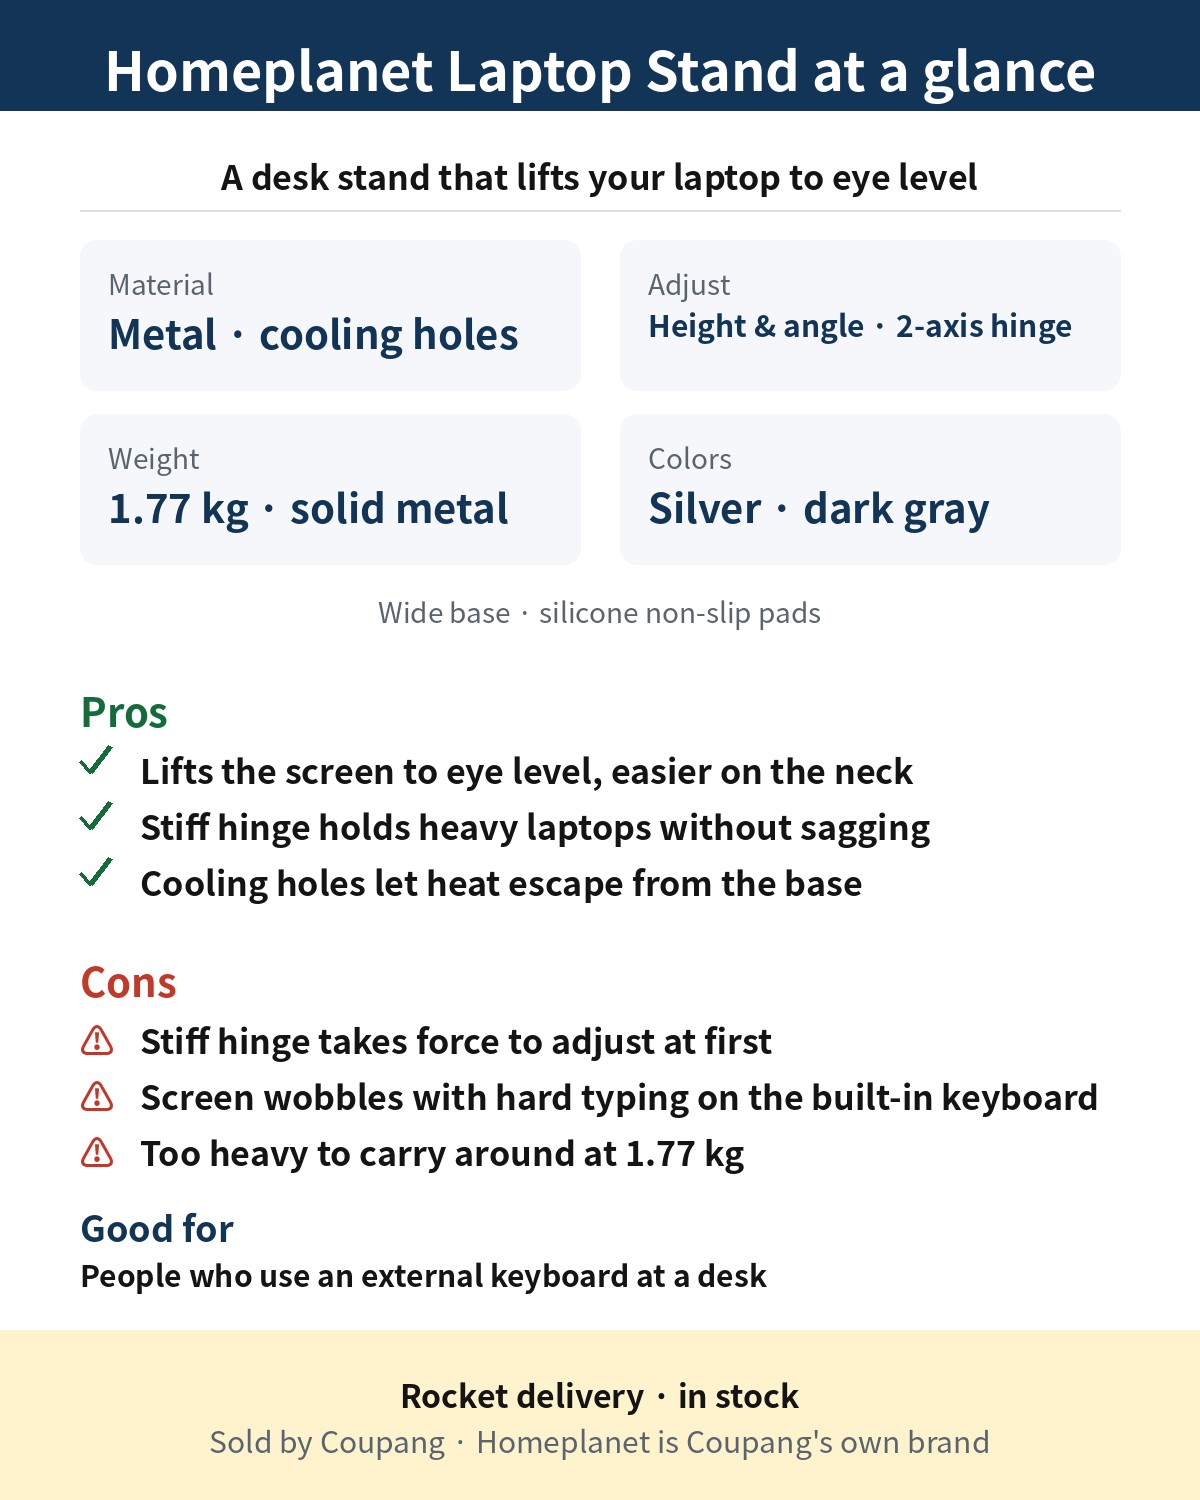 Homeplanet Laptop Stand at a glance
A desk stand that lifts your laptop to eye level
Material
Metal · cooling holes
Adjust
Height & angle · 2-axis hinge
Weight
1.77 kg · solid metal
Colors
Silver · dark gray
Wide base · silicone non-slip pads
Pros
Lifts the screen to eye level, easier on the neck
Stiff hinge holds heavy laptops without sagging
Cooling holes let heat escape from the base
Cons
Stiff hinge takes force to adjust at first
Screen wobbles with hard typing on the built-in keyboard
Too heavy to carry around at 1.77 kg
Good for
People who use an external keyboard at a desk
Rocket delivery · in stock
Sold by Coupang · Homeplanet is Coupang's own brand